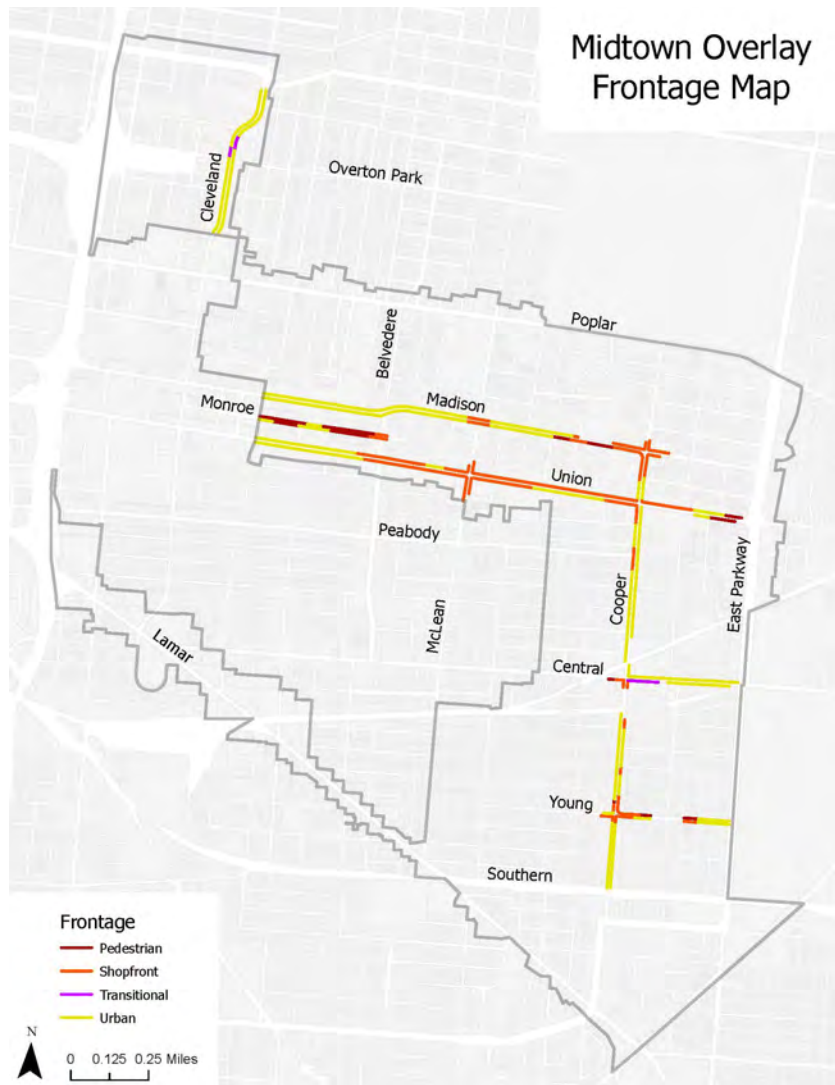 Midtown Overlay
Frontage Map
Cleveland
Overton Park
Poplar
Belvedere
Madison
Monroe
Union
Peabody
Cooper
East Parkway
McLean
Lamar
Central
Young
Southern
Frontage
Pedestrian
Shopfront
Transitional
Urban
N
0 0.125 0.25 Miles